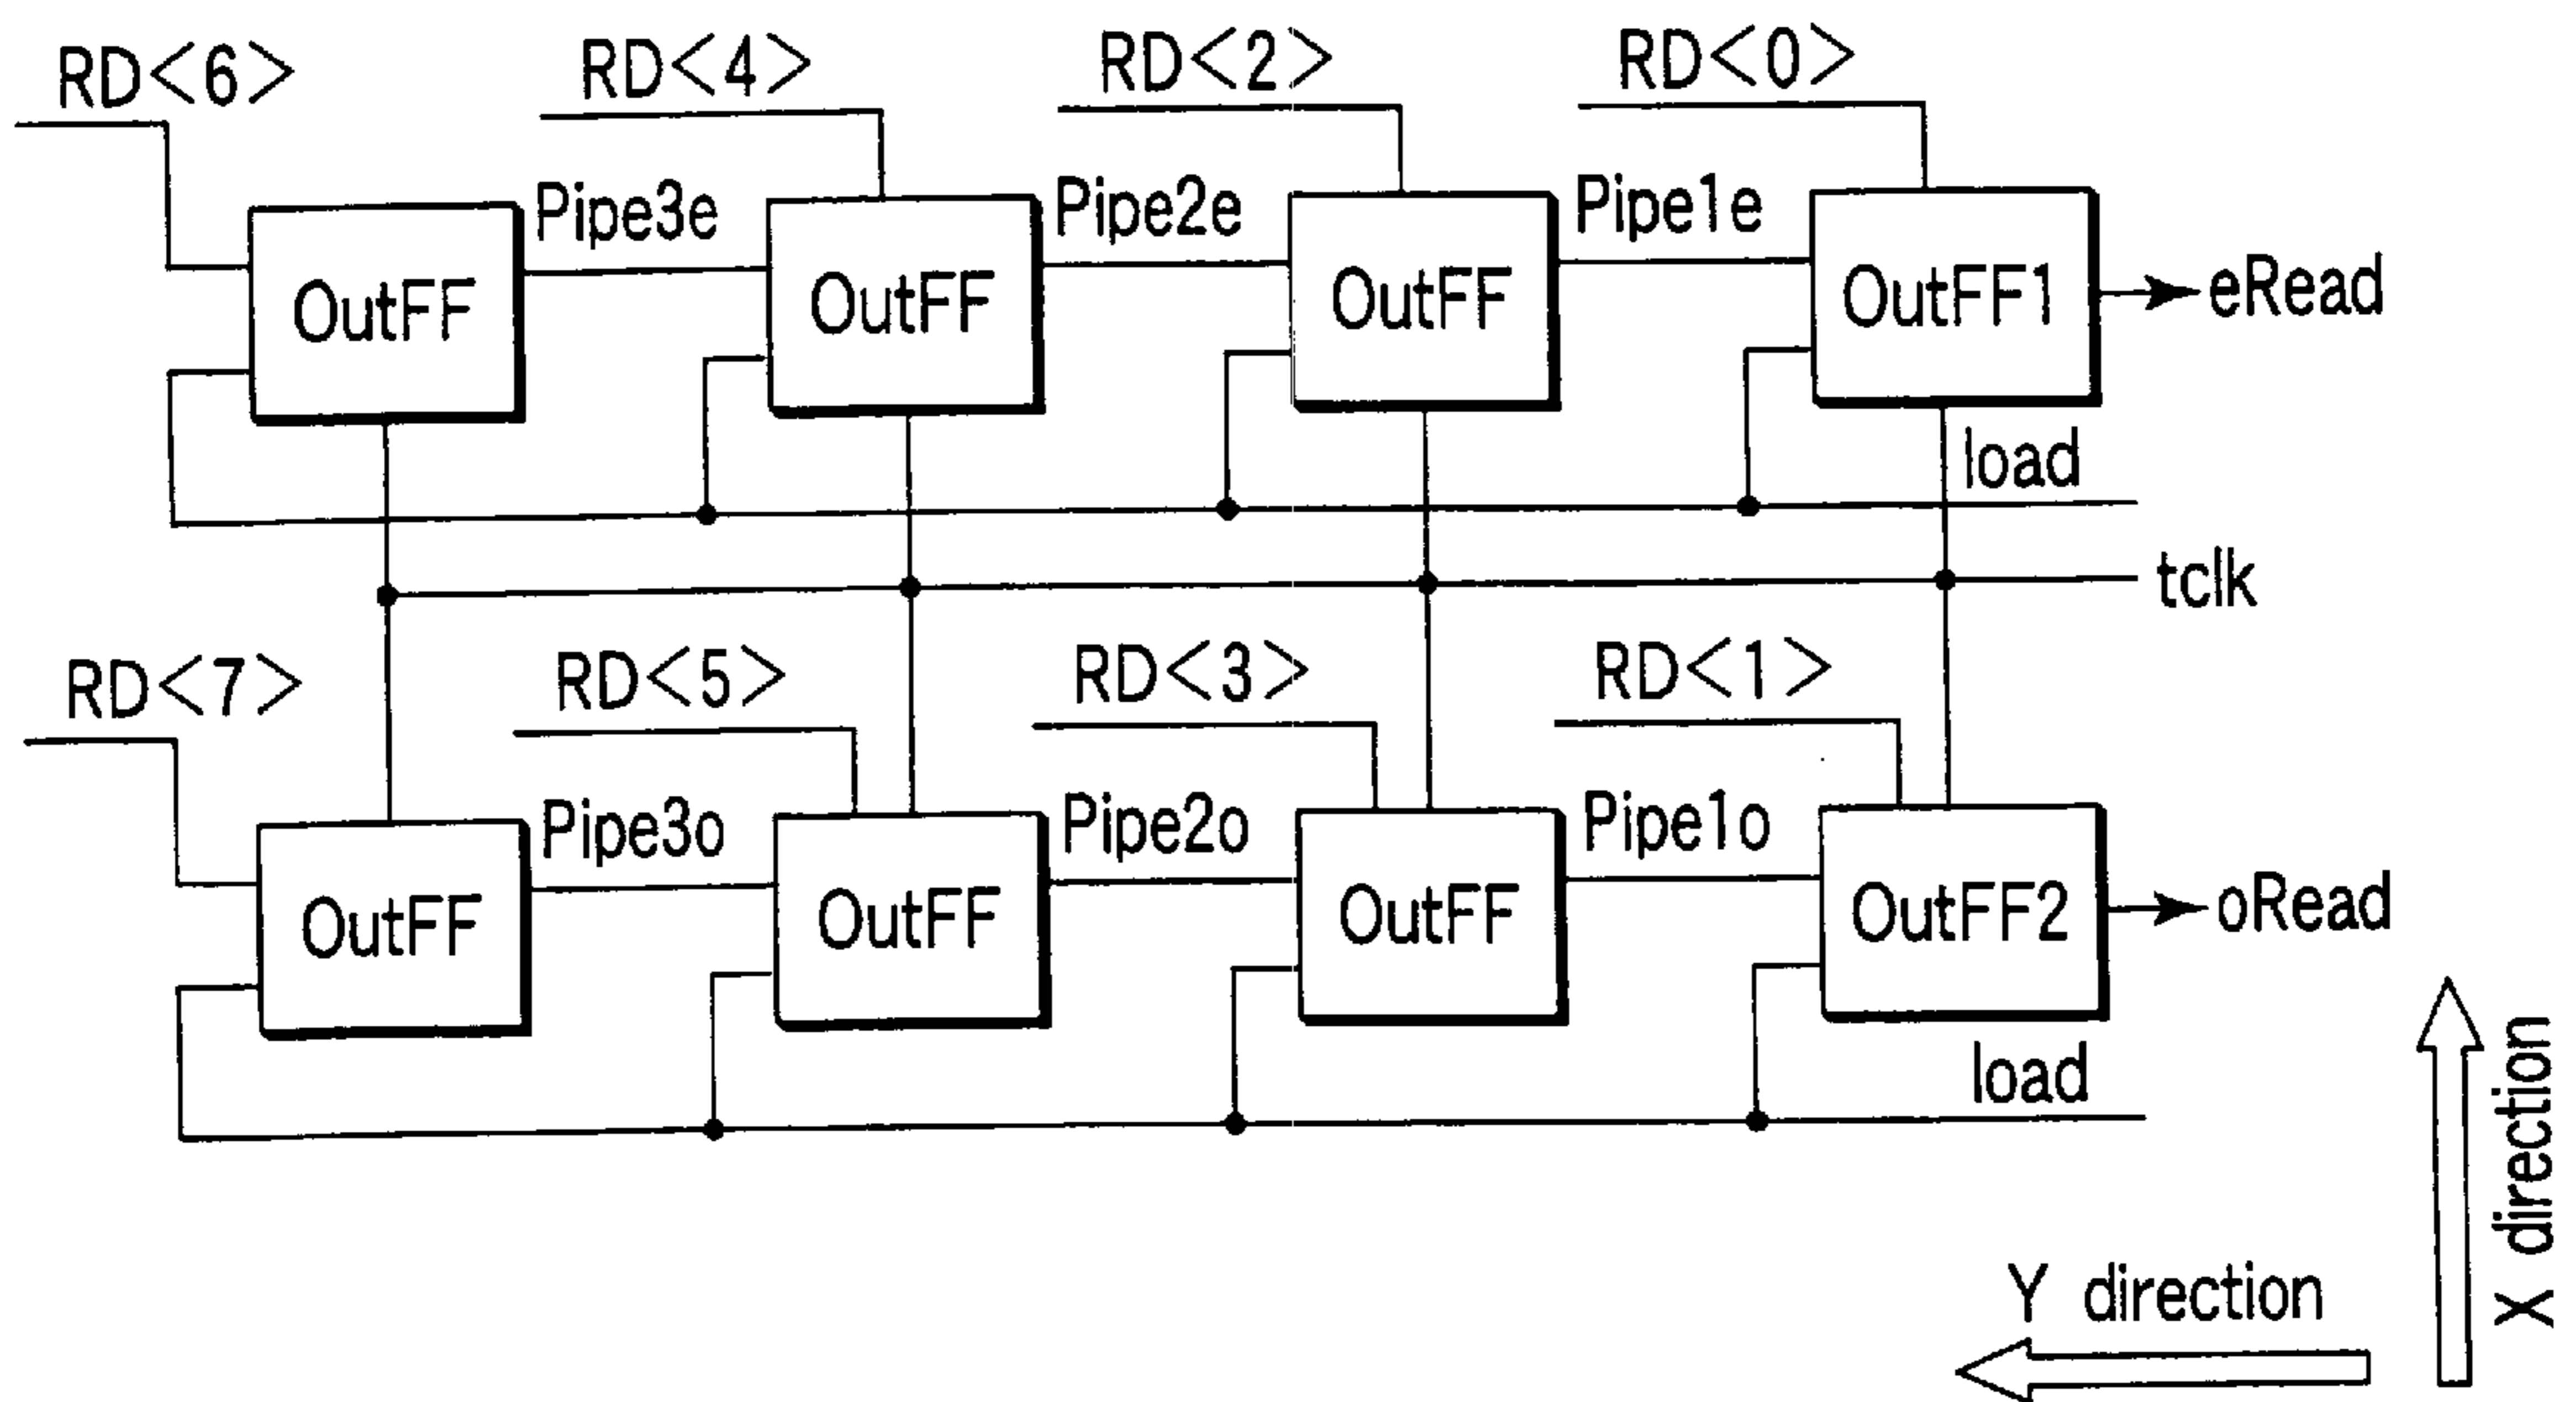 RD<6> RD<4> RD<2> RD<0>
Pipe3e Pipe2e Pipe1e
OutFF OutFF OutFF OutFF1 eRead
load
tclk
RD<7> RD<5> RD<3> RD<1>
Pipe3o Pipe2o Pipe1o
OutFF OutFF OutFF OutFF2 oRead
load
Y direction
X direction